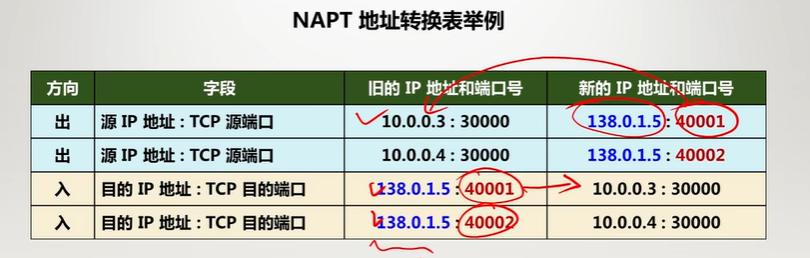 NAPT 地址转换表举例
方向 字段 旧的 IP 地址和端口号 新的 IP 地址和端口号
出 源 IP 地址 : TCP 源端口 10.0.0.3 : 30000 138.0.1.5 : 40001
出 源 IP 地址 : TCP 源端口 10.0.0.4 : 30000 138.0.1.5 : 40002
入 目的 IP 地址 : TCP 目的端口 138.0.1.5 : 40001 10.0.0.3 : 30000
入 目的 IP 地址 : TCP 目的端口 138.0.1.5 : 40002 10.0.0.4 : 30000